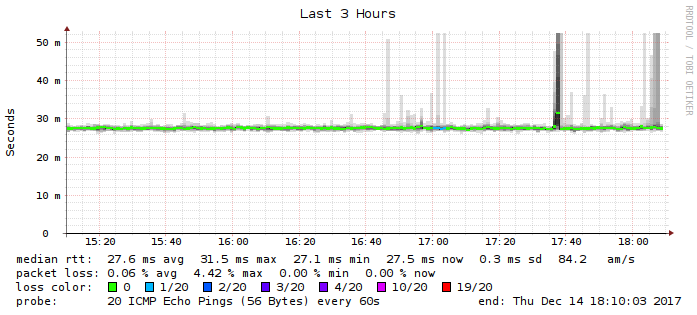 Last 3 Hours
RRDTOOL / TOBI OETIKER
Seconds
50 m
40 m
30 m
20 m
10 m
0
15:20 15:40 16:00 16:20 16:40 17:00 17:20 17:40 18:00
median rtt: 27.6 ms avg 31.5 ms max 27.1 ms min 27.5 ms now 0.3 ms sd 84.2 am/s
packet loss: 0.06 % avg 4.42 % max 0.00 % min 0.00 % now
loss color: 0 1/20 2/20 3/20 4/20 10/20 19/20
probe: 20 ICMP Echo Pings (56 Bytes) every 60s end: Thu Dec 14 18:10:03 2017